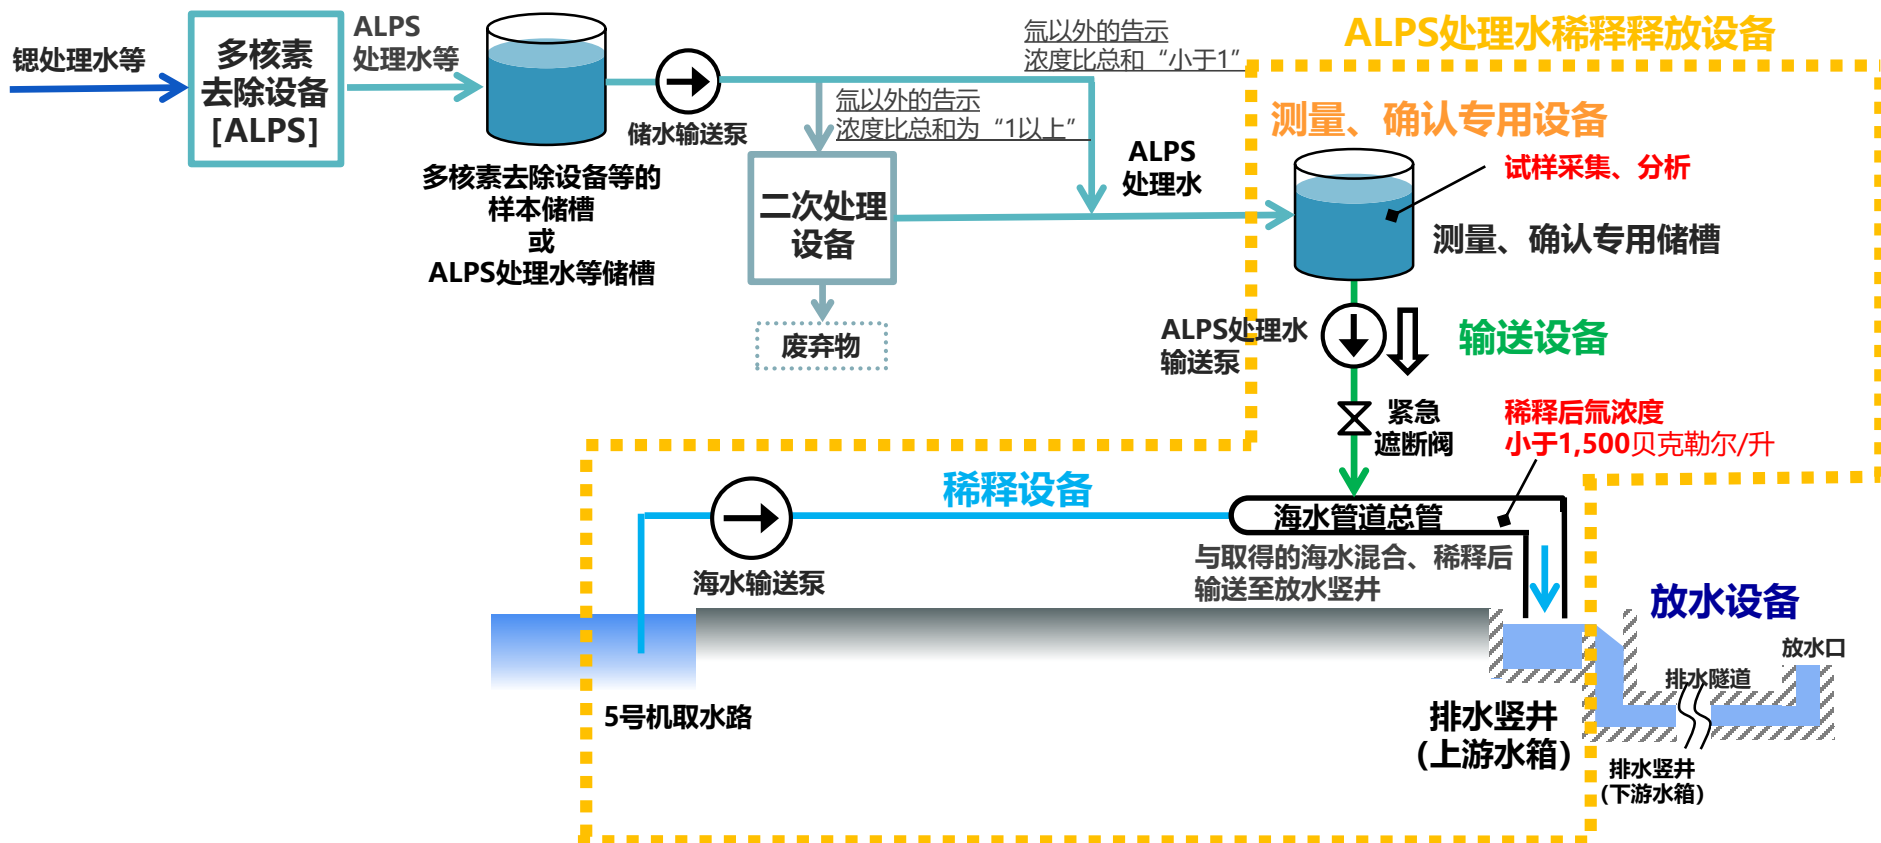 ALPS处理水稀释释放设备
锶处理水等
多核素
去除设备
[ALPS]
ALPS
处理水等
多核素去除设备等的
样本储槽
或
ALPS处理水等储槽
储水输送泵
氚以外的告示
浓度比总和“小于1”
氚以外的告示
浓度比总和为“1以上”
二次处理
设备
废弃物
ALPS
处理水
测量、确认专用设备
试样采集、分析
测量、确认专用储槽
ALPS处理水
输送泵
输送设备
紧急
遮断阀
稀释后氚浓度
小于1,500贝克勒尔/升
稀释设备
海水输送泵
海水管道总管
与取得的海水混合、稀释后
输送至放水竖井
5号机取水路
放水设备
放水口
排水隧道
排水竖井
(上游水箱)
排水竖井
(下游水箱)